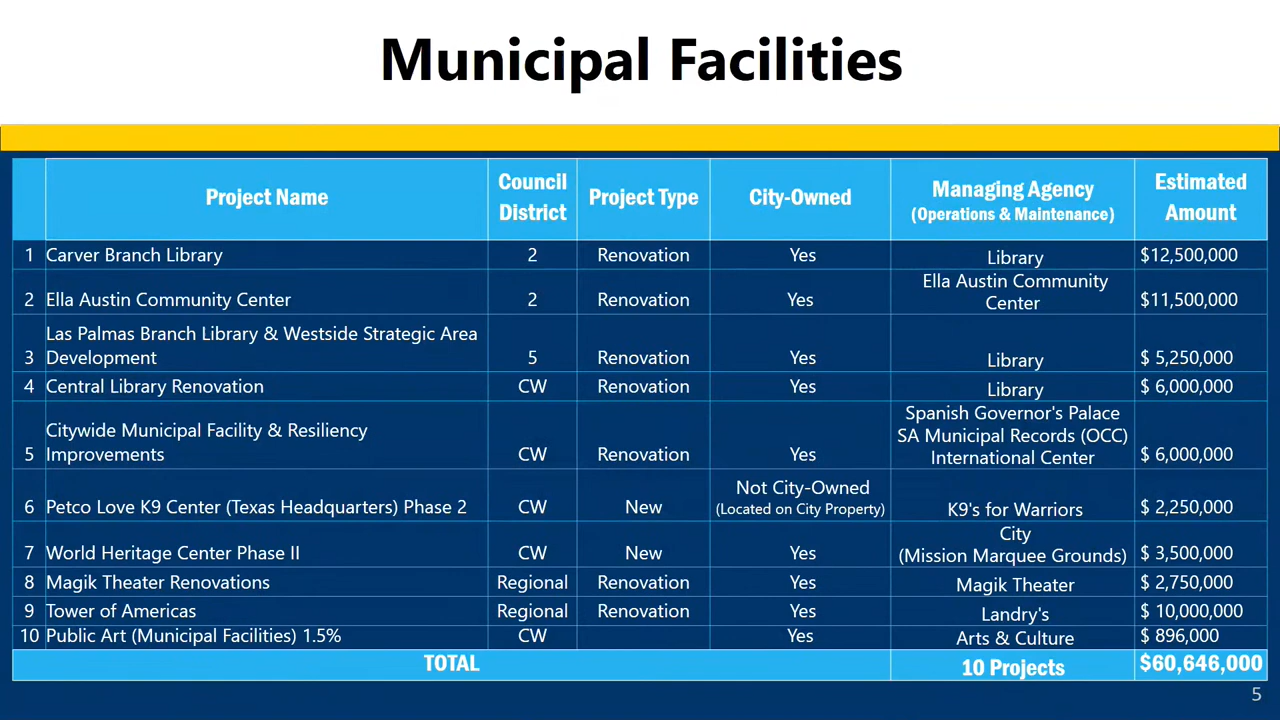 Municipal Facilities
Project Name
Council
District
Project Type
City-Owned
Managing Agency
(Operations & Maintenance)
Estimated
Amount
1 Carver Branch Library 2 Renovation Yes Library $12,500,000
2 Ella Austin Community Center 2 Renovation Yes Ella Austin Community
Center $11,500,000
Las Palmas Branch Library & Westside Strategic Area
3 Development 5 Renovation Yes Library $ 5,250,000
4 Central Library Renovation CW Renovation Yes Library $ 6,000,000
5 Citywide Municipal Facility & Resiliency
Improvements CW Renovation Yes Spanish Governor's Palace
SA Municipal Records (OCC)
International Center $ 6,000,000
6 Petco Love K9 Center (Texas Headquarters) Phase 2 CW New Not City-Owned
(Located on City Property) K9's for Warriors $ 2,250,000
7 World Heritage Center Phase II CW New Yes City
(Mission Marquee Grounds) $ 3,500,000
8 Magik Theater Renovations Regional Renovation Yes Magik Theater $ 2,750,000
9 Tower of Americas Regional Renovation Yes Landry's $ 10,000,000
10 Public Art (Municipal Facilities) 1.5% CW Yes Arts & Culture $ 896,000
TOTAL 10 Projects $60,646,000
5